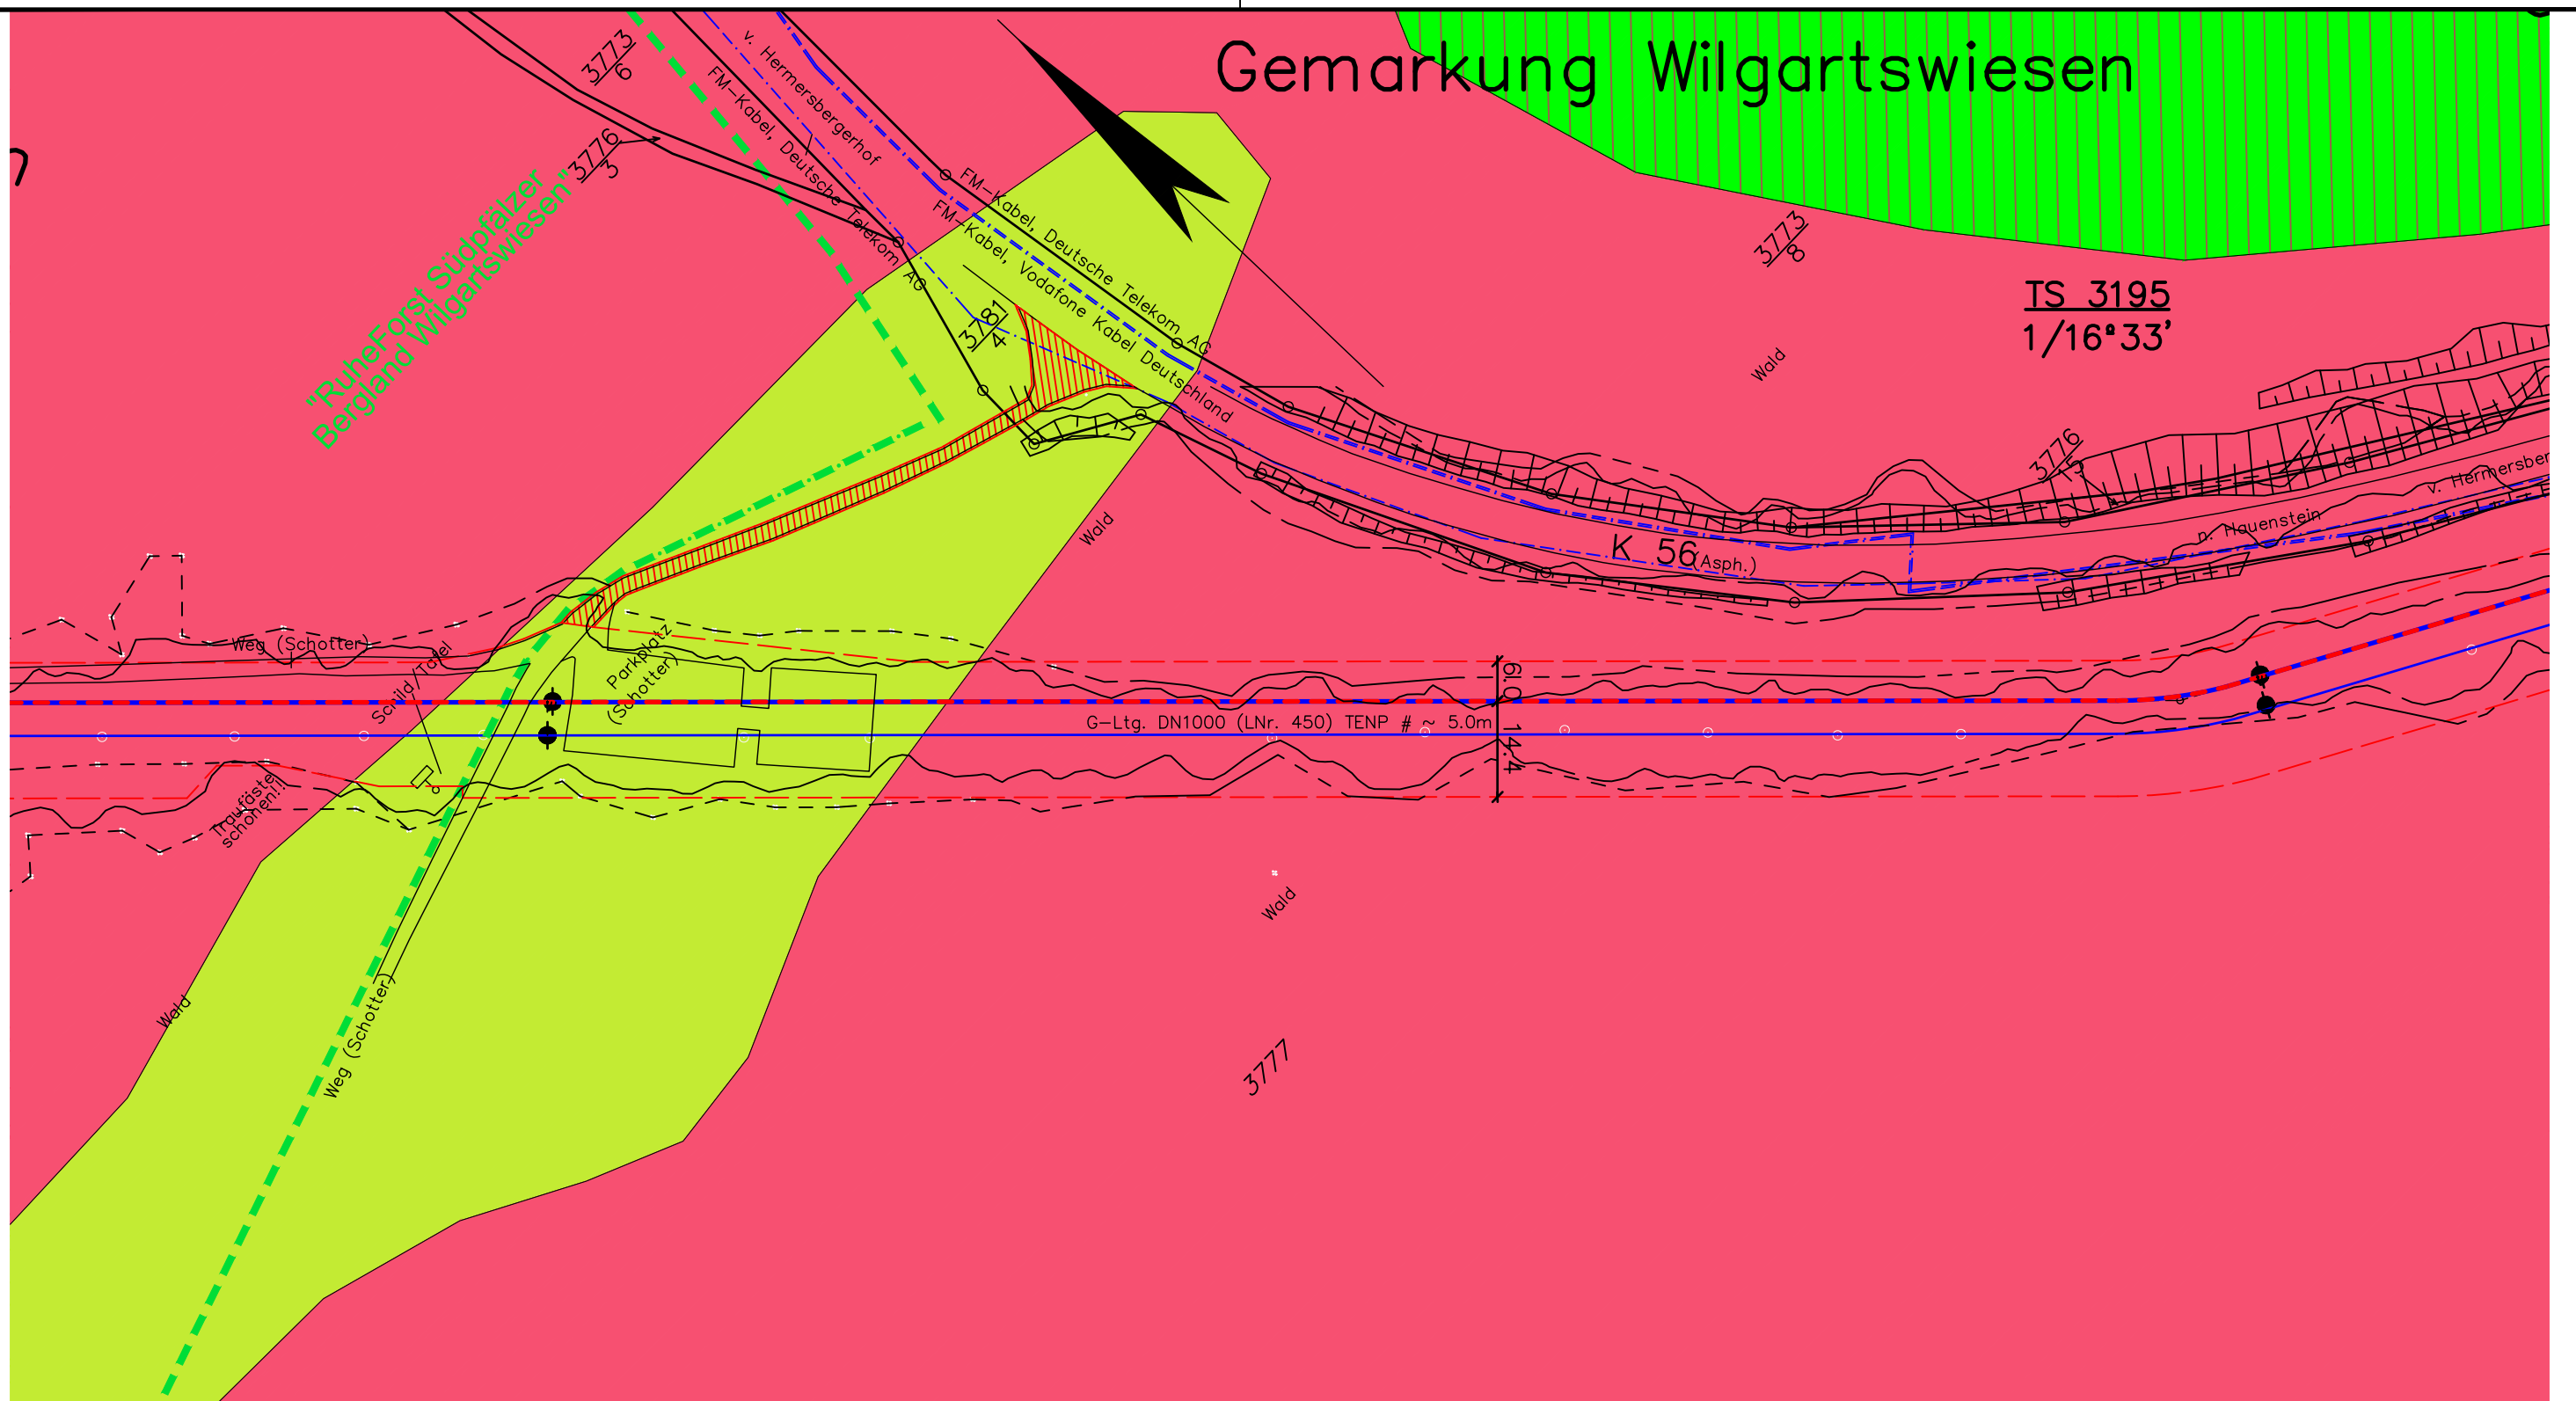 Gemarkung Wilgartswiesen
3773
6
3776
3
v. Hermersbergerhof
FM-Kabel, Deutsche Telekom AG
"RuheForst Südpfälzer
Bergland Wilgartswiesen"
FM-Kabel, Deutsche Telekom AG
FM-Kabel, Vodafone Kabel Deutschland
3781
4
3773
8
TS 3195
1/16°33'
Wald
3776
15
v. Hermersber
n. Hauenstein
K 56 (Asph.)
Wald
Weg (Schotter)
Schild/Tafel
Parkplatz
(Schotter)
6.0
G-Ltg. DN1000 (LNr. 450) TENP # ~ 5.0m
14.4
Traufäste
schonen!!!
Wald
Wald
Weg (Schotter)
3777